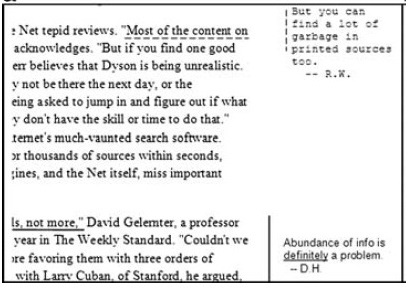 e Net tepid reviews. "Most of the content on
acknowledges. "But if you find one good
err believes that Dyson is being unrealistic.
y not be there the next day, or the
eing asked to jump in and figure out if what
y don't have the skill or time to do that."
ternet's much-vaunted search software.
or thousands of sources within seconds,
gines, and the Net itself, miss important
ls, not more," David Gelernter, a professor
year in The Weekly Standard. "Couldn't we
ore favoring them with three orders of
with Larry Cuban, of Stanford, he argued,
But you can
find a lot of
garbage in
printed sources
too.
-- R.W.
Abundance of info is
definitely a problem.
-- D.H.